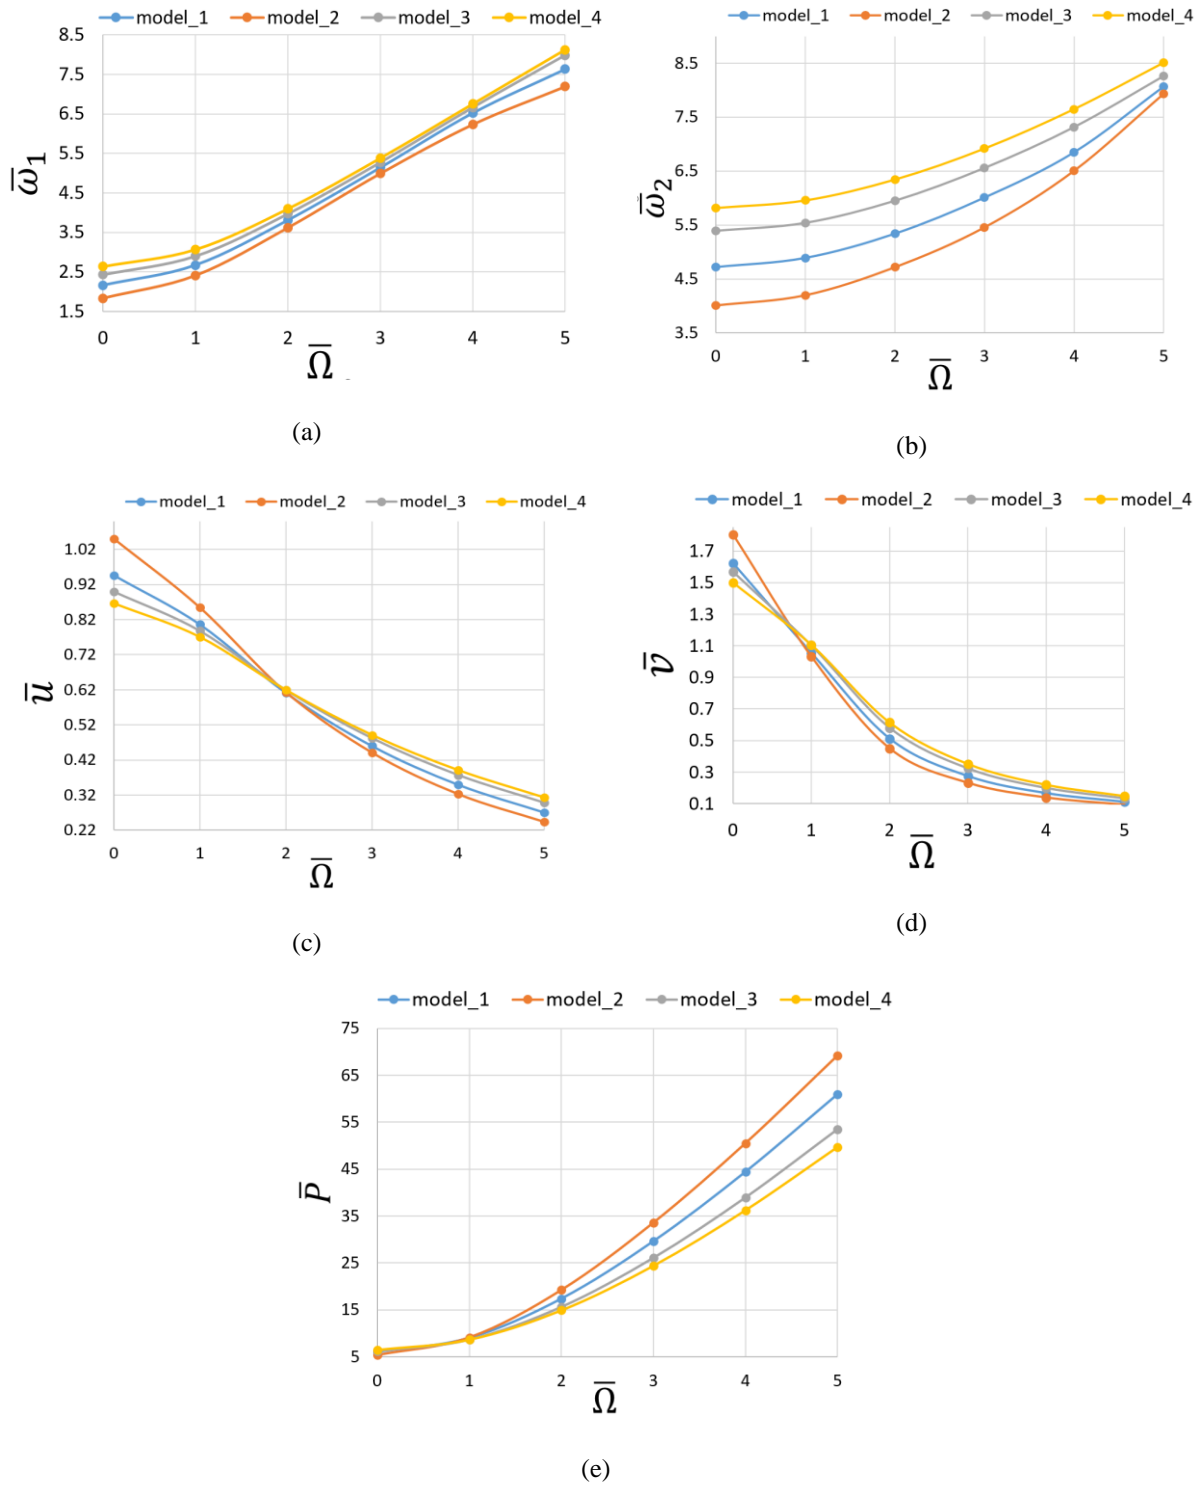 model_1 model_2 model_3 model_4
8.5
7.5
6.5
5.5
4.5
3.5
2.5
1.5
ω̅₁
0 1 2 3 4 5
Ω̅
(a)
model_1 model_2 model_3 model_4
8.5
7.5
6.5
5.5
4.5
3.5
ω̅₂
0 1 2 3 4 5
Ω̅
(b)
model_1 model_2 model_3 model_4
1.02
0.92
0.82
0.72
0.62
0.52
0.42
0.32
0.22
u̅
0 1 2 3 4 5
Ω̅
(c)
model_1 model_2 model_3 model_4
1.7
1.5
1.3
1.1
0.9
0.7
0.5
0.3
0.1
v̅
0 1 2 3 4 5
Ω̅
(d)
model_1 model_2 model_3 model_4
75
65
55
45
35
25
15
5
P̅
0 1 2 3 4 5
Ω̅
(e)